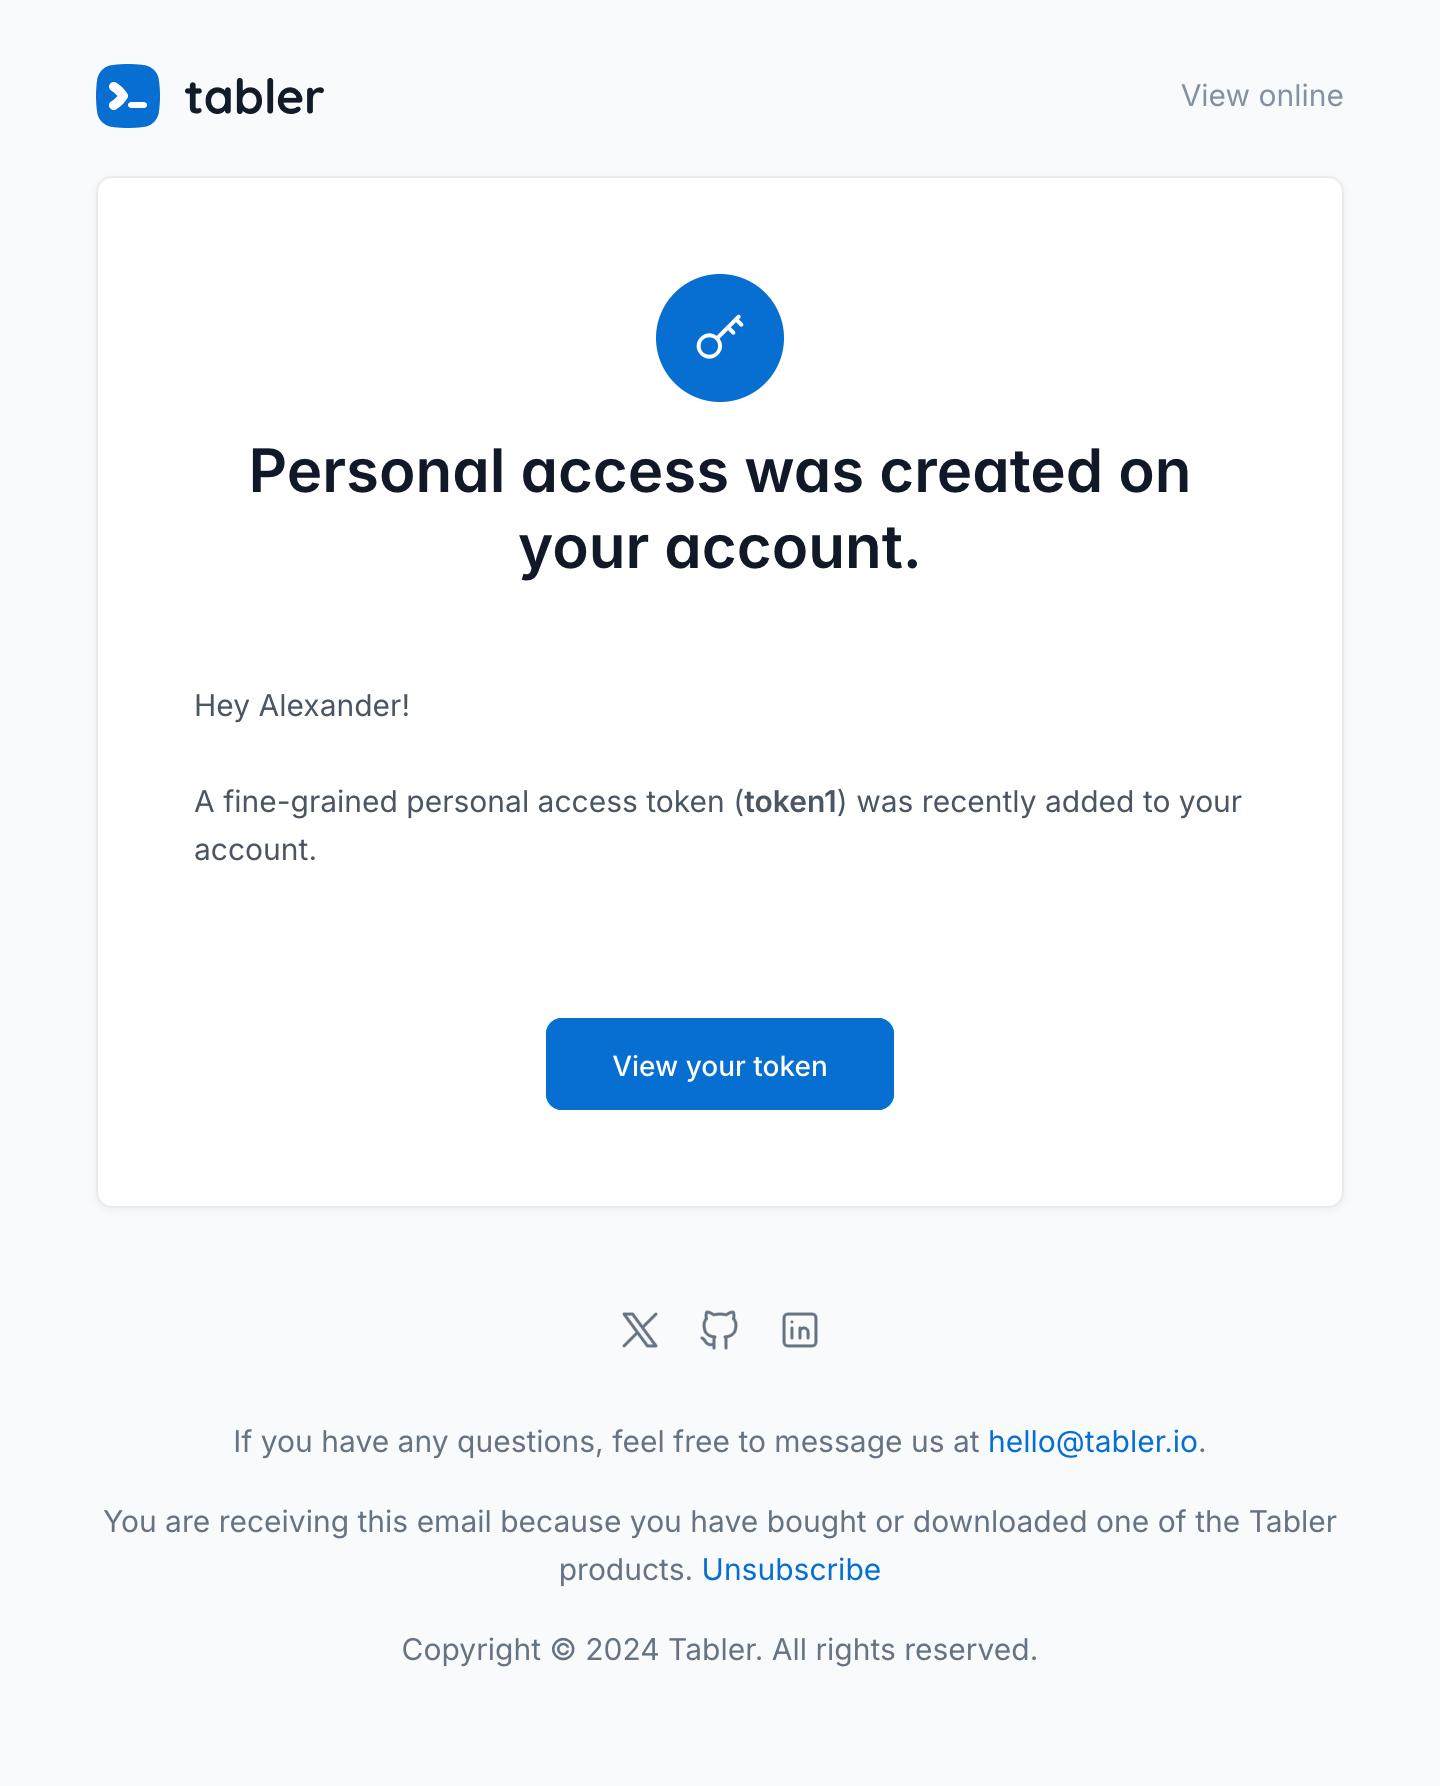 tabler
View online
Personal access was created on
your account.
Hey Alexander!
A fine-grained personal access token (token1) was recently added to your
account.
View your token
If you have any questions, feel free to message us at hello@tabler.io.
You are receiving this email because you have bought or downloaded one of the Tabler
products. Unsubscribe
Copyright © 2024 Tabler. All rights reserved.